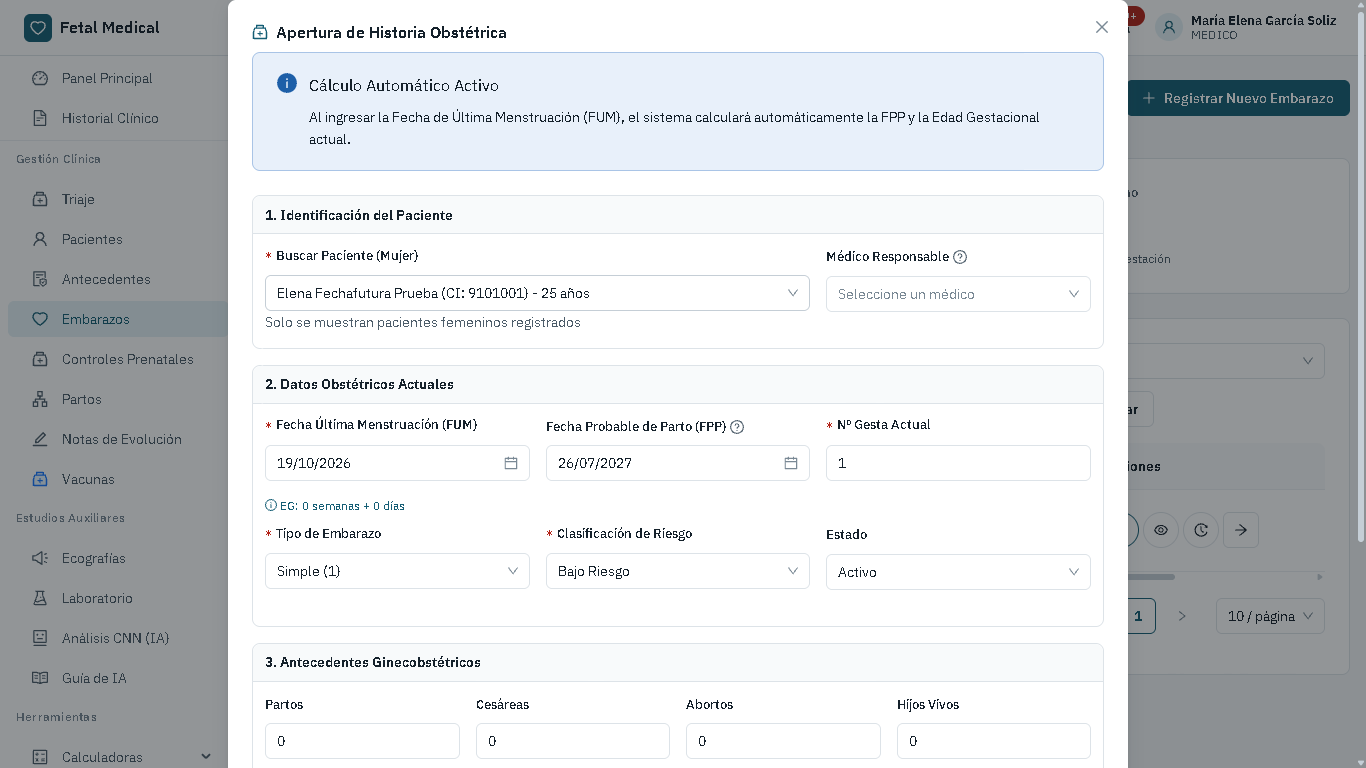 Fetal Medical
Panel Principal
Historial Clínico
Gestión Clínica
Triaje
Pacientes
Antecedentes
Embarazos
Controles Prenatales
Partos
Notas de Evolución
Vacunas
Estudios Auxiliares
Ecografías
Laboratorio
Análisis CNN (IA)
Guía de IA
Herramientas
Calculadoras
Apertura de Historia Obstétrica
Cálculo Automático Activo
Al ingresar la Fecha de Última Menstruación (FUM), el sistema calculará automáticamente la FPP y la Edad Gestacional
actual.
1. Identificación del Paciente
* Buscar Paciente (Mujer)
Médico Responsable
Elena Fechafutura Prueba (CI: 9101001) - 25 años
Seleccione un médico
Solo se muestran pacientes femeninos registrados
2. Datos Obstétricos Actuales
* Fecha Última Menstruación (FUM)
Fecha Probable de Parto (FPP)
* Nº Gesta Actual
19/10/2026
26/07/2027
1
EG: 0 semanas + 0 días
* Tipo de Embarazo
* Clasificación de Riesgo
Estado
Simple (1)
Bajo Riesgo
Activo
3. Antecedentes Ginecobstétricos
Partos
Cesáreas
Abortos
Hijos Vivos
0
0
0
0
María Elena García Soliz
MEDICO
+ Registrar Nuevo Embarazo
1
10 / página